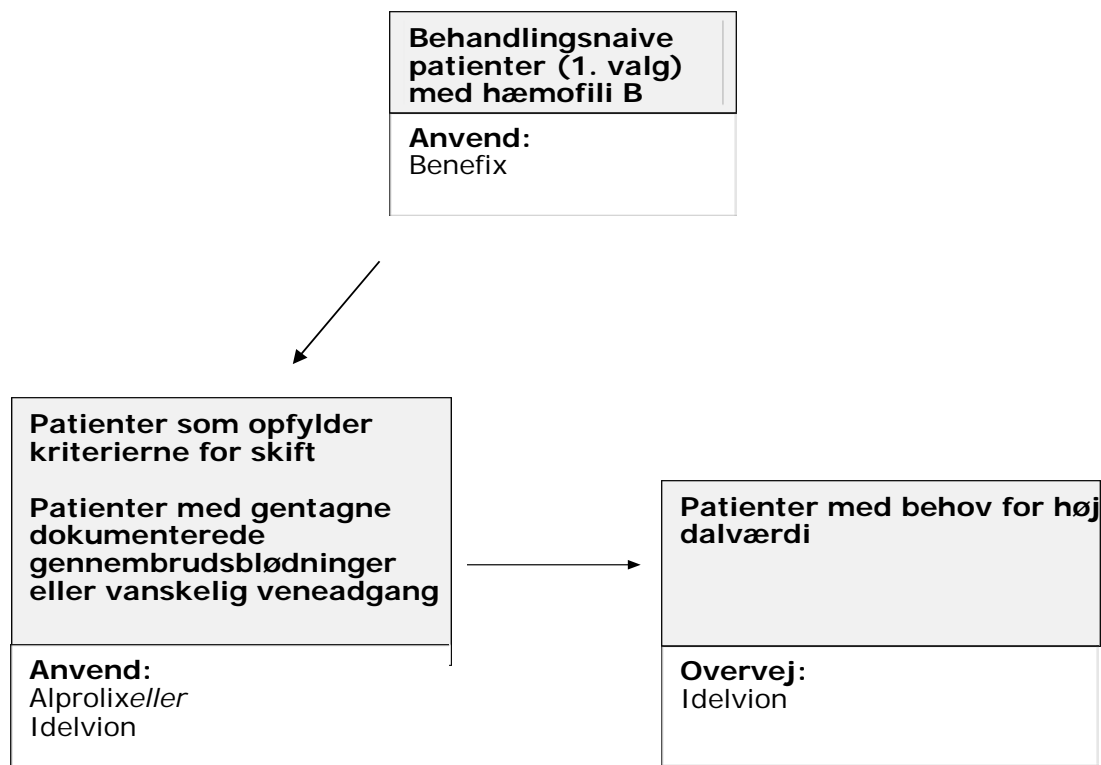 Behandlingsnaive
patienter (1. valg)
med hæmofili B
Anvend:
Benefix
Patienter som opfylder
kriterierne for skift
Patienter med gentagne
dokumenterede
gennembrudsblødninger
eller vanskelig veneadgang
Anvend:
Alprolixeller
Idelvion
Patienter med behov for høj
dalværdi
Overvej:
Idelvion